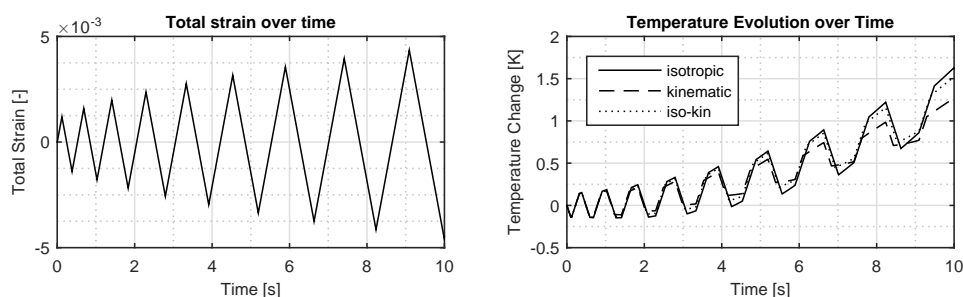 Total strain over time
×10⁻³
5
0
-5
Total Strain [-]
0 2 4 6 8 10
Time [s]
Temperature Evolution over Time
2
1.5
1
0.5
0
-0.5
Temperature Change [K]
isotropic
kinematic
iso-kin
0 2 4 6 8 10
Time [s]